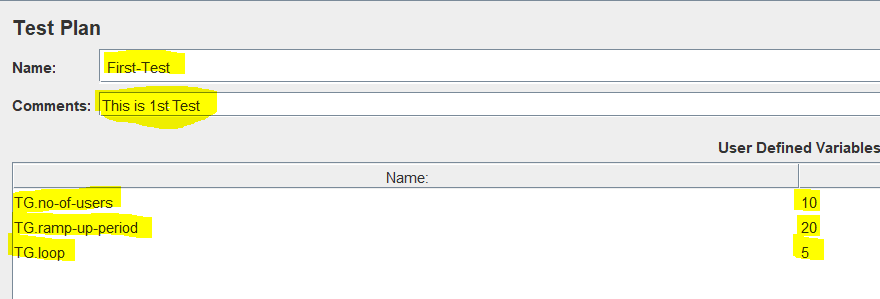 Test Plan
Name: First-Test
Comments: This is 1st Test
User Defined Variables
Name:
TG.no-of-users 10
TG.ramp-up-period 20
TG.loop 5